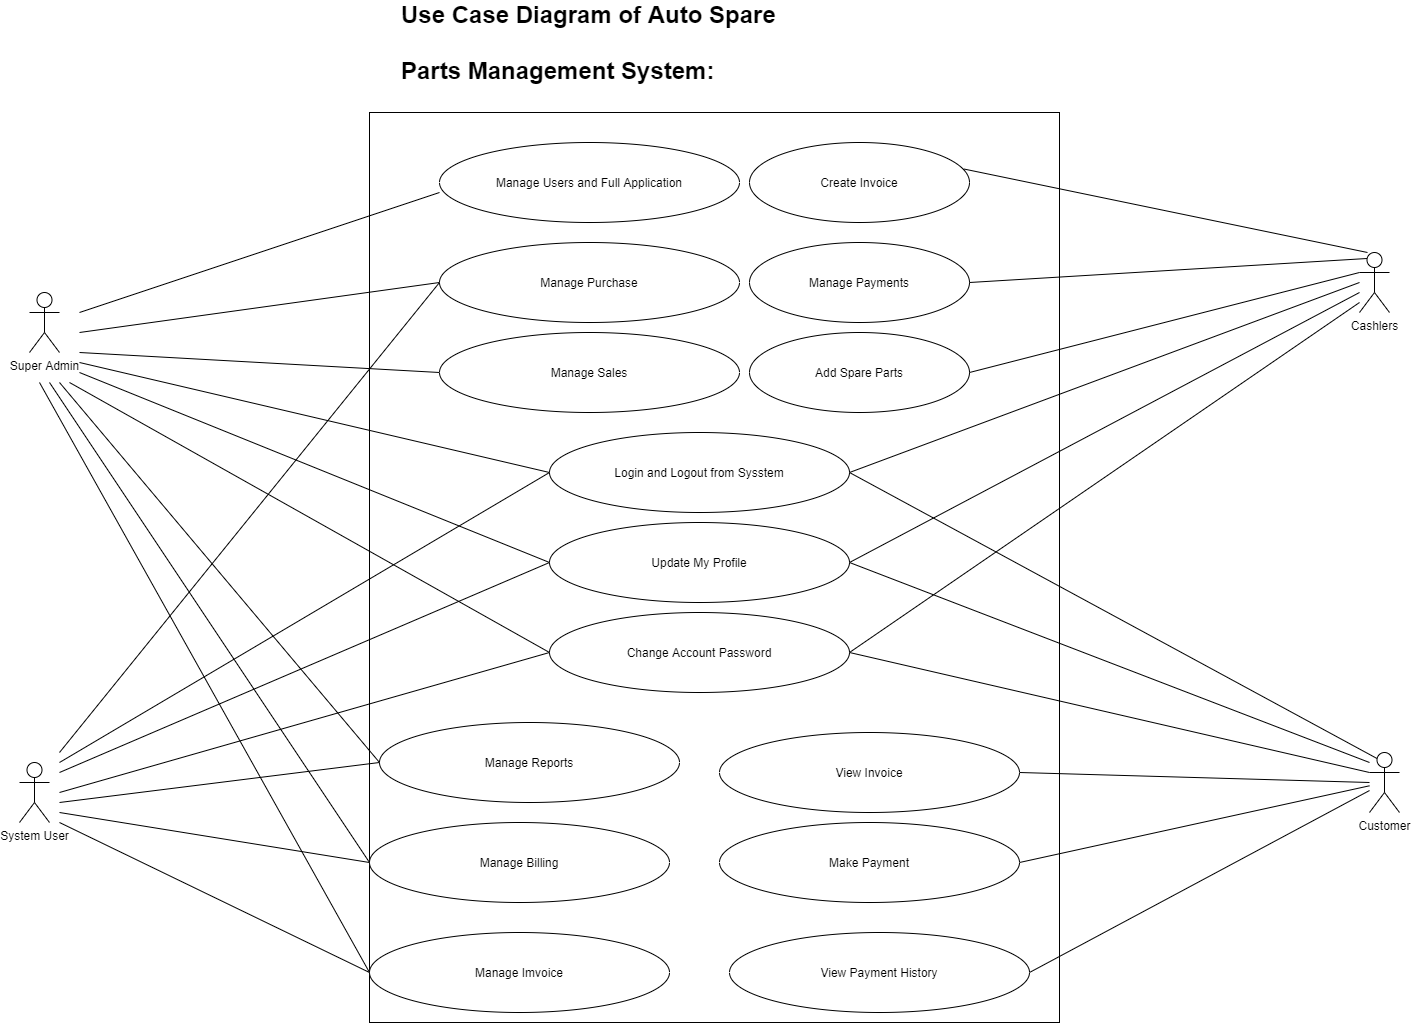 Use Case Diagram of Auto Spare
Parts Management System:
Manage Users and Full Application
Create Invoice
Manage Purchase
Manage Payments
Cashlers
Super Admin
Manage Sales
Add Spare Parts
Login and Logout from Sysstem
Update My Profile
Change Account Password
Manage Reports
View Invoice
System User
Customer
Manage Billing
Make Payment
Manage Imvoice
View Payment History